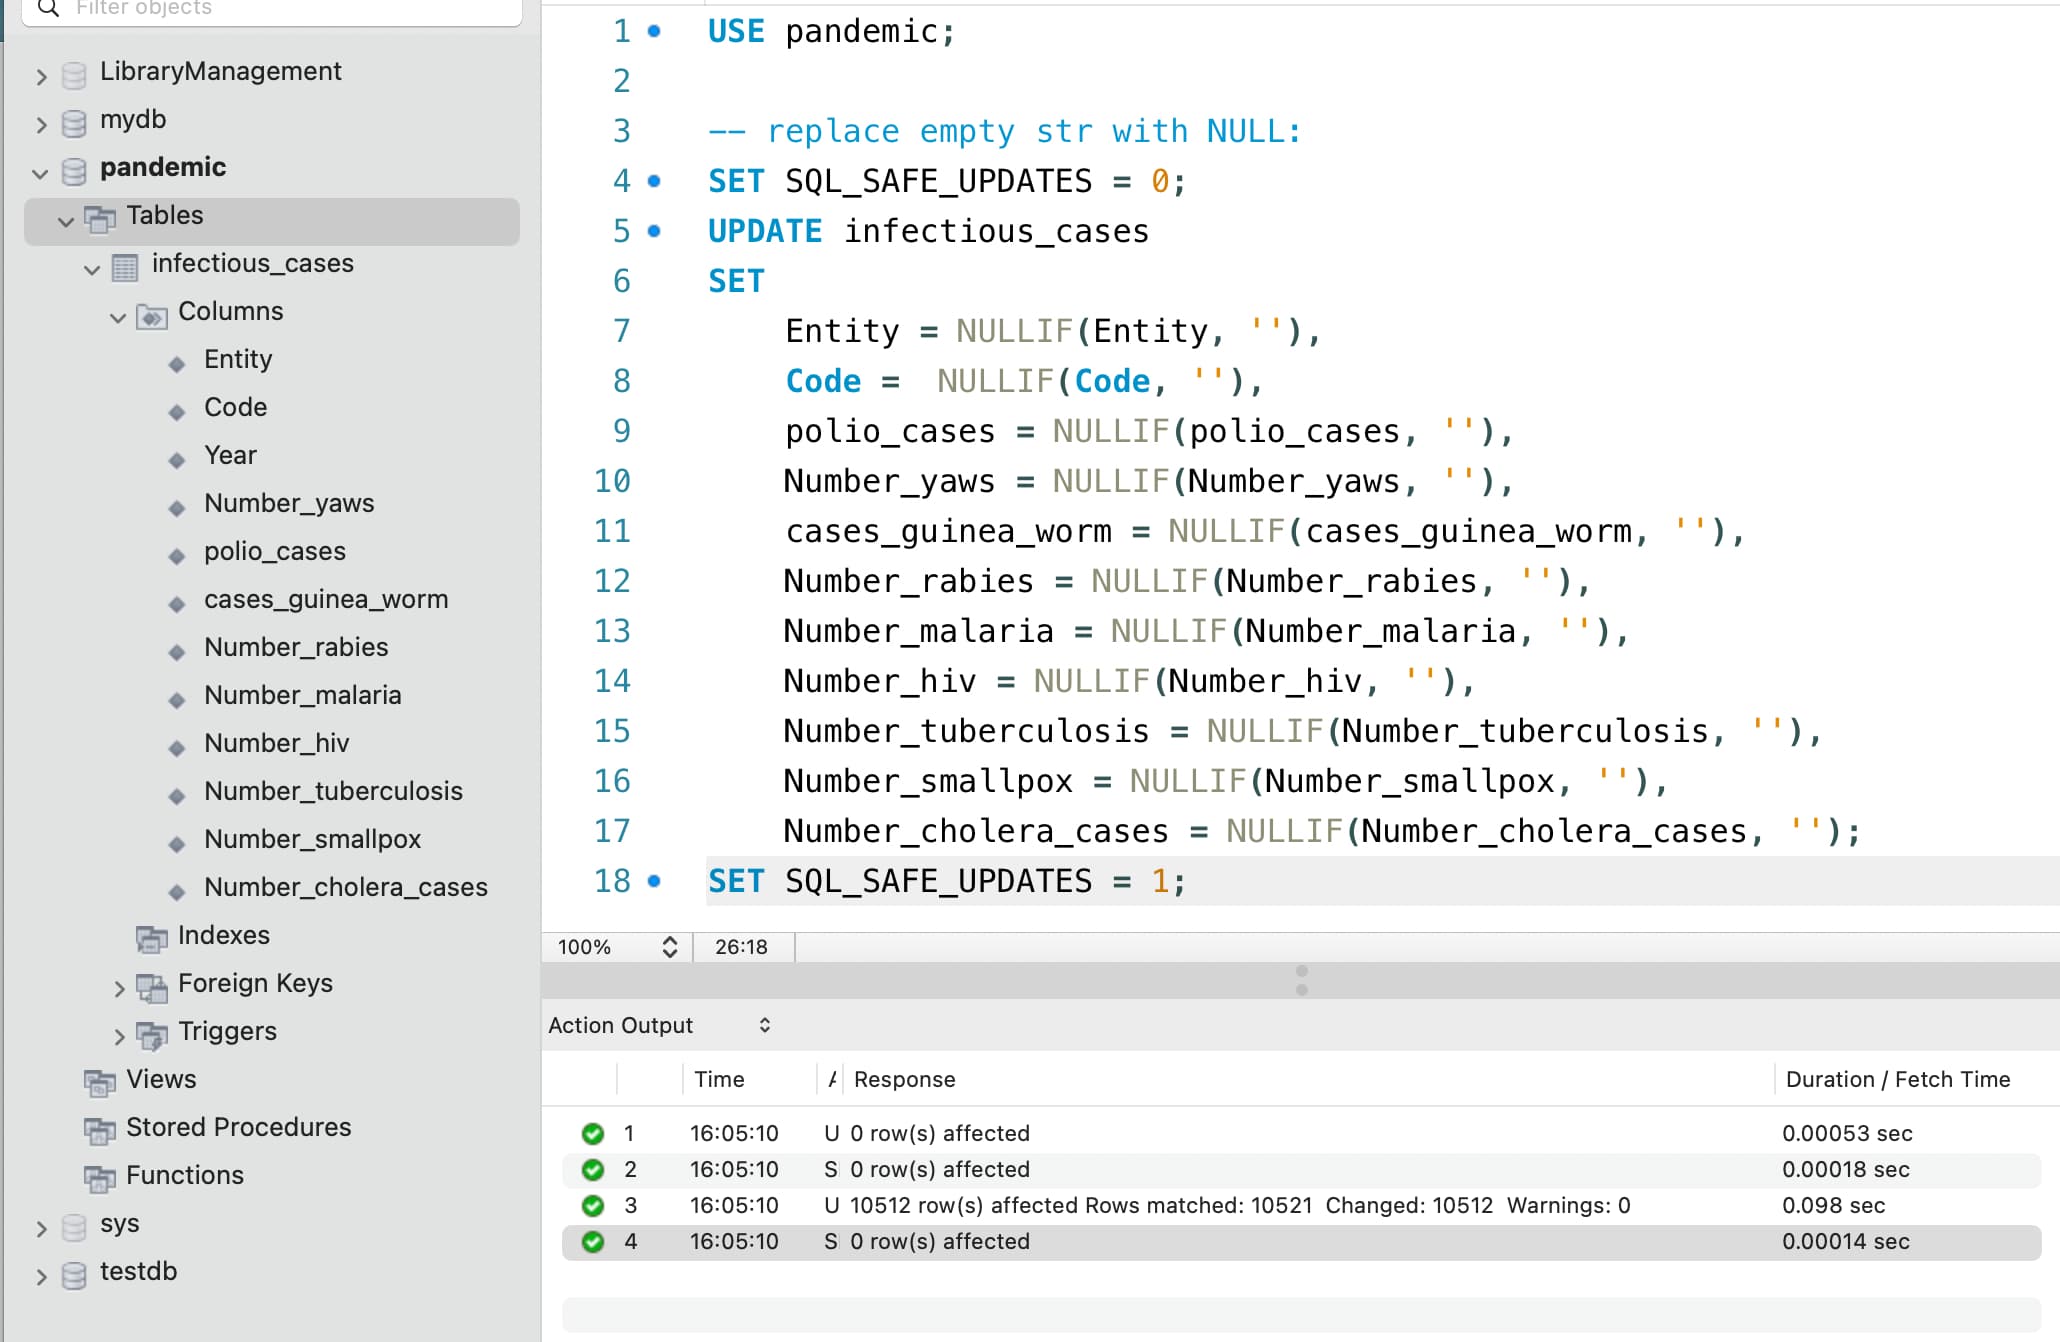 Filter objects
LibraryManagement
mydb
pandemic
Tables
infectious_cases
Columns
Entity
Code
Year
Number_yaws
polio_cases
cases_guinea_worm
Number_rabies
Number_malaria
Number_hiv
Number_tuberculosis
Number_smallpox
Number_cholera_cases
Indexes
Foreign Keys
Triggers
Views
Stored Procedures
Functions
sys
testdb
1 USE pandemic;
2
3 -- replace empty str with NULL:
4 SET SQL_SAFE_UPDATES = 0;
5 UPDATE infectious_cases
6 SET
7 Entity = NULLIF(Entity, ''),
8 Code =  NULLIF(Code, ''),
9 polio_cases = NULLIF(polio_cases, ''),
10 Number_yaws = NULLIF(Number_yaws, ''),
11 cases_guinea_worm = NULLIF(cases_guinea_worm, ''),
12 Number_rabies = NULLIF(Number_rabies, ''),
13 Number_malaria = NULLIF(Number_malaria, ''),
14 Number_hiv = NULLIF(Number_hiv, ''),
15 Number_tuberculosis = NULLIF(Number_tuberculosis, ''),
16 Number_smallpox = NULLIF(Number_smallpox, ''),
17 Number_cholera_cases = NULLIF(Number_cholera_cases, '');
18 SET SQL_SAFE_UPDATES = 1;
100% 26:18
Action Output
Time Response Duration / Fetch Time
1 16:05:10 U 0 row(s) affected 0.00053 sec
2 16:05:10 S 0 row(s) affected 0.00018 sec
3 16:05:10 U 10512 row(s) affected Rows matched: 10521  Changed: 10512  Warnings: 0 0.098 sec
4 16:05:10 S 0 row(s) affected 0.00014 sec